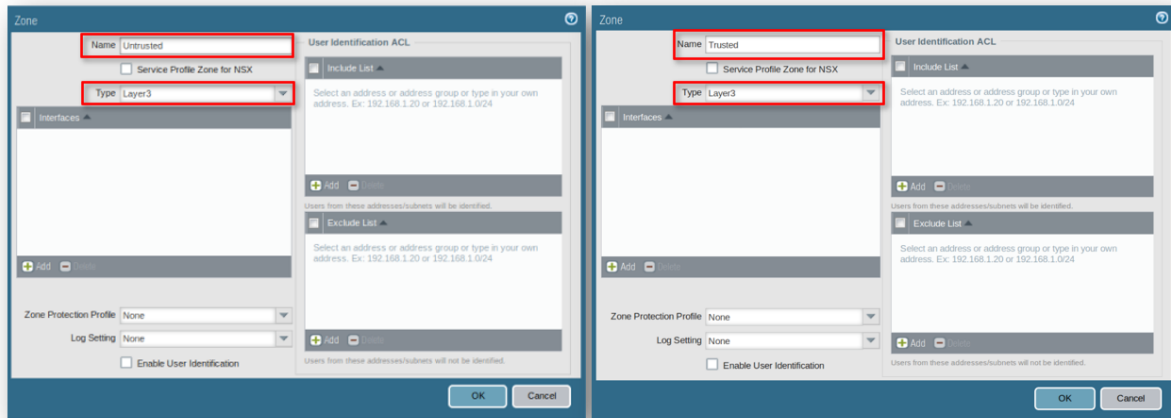 Zone
Name Untrusted
Service Profile Zone for NSX
Type Layer3
Interfaces
Add Delete
Zone Protection Profile None
Log Setting None
Enable User Identification
User Identification ACL
Include List
Select an address or address group or type in your own
address. Ex: 192.168.1.20 or 192.168.1.0/24
Add Delete
Users from these addresses/subnets will be identified.
Exclude List
Select an address or address group or type in your own
address. Ex: 192.168.1.20 or 192.168.1.0/24
Add Delete
Users from these addresses/subnets will not be identified.
OK Cancel
Zone
Name Trusted
Service Profile Zone for NSX
Type Layer3
Interfaces
Add Delete
Zone Protection Profile None
Log Setting None
Enable User Identification
User Identification ACL
Include List
Select an address or address group or type in your own
address. Ex: 192.168.1.20 or 192.168.1.0/24
Add Delete
Users from these addresses/subnets will be identified.
Exclude List
Select an address or address group or type in your own
address. Ex: 192.168.1.20 or 192.168.1.0/24
Add Delete
Users from these addresses/subnets will not be identified.
OK Cancel